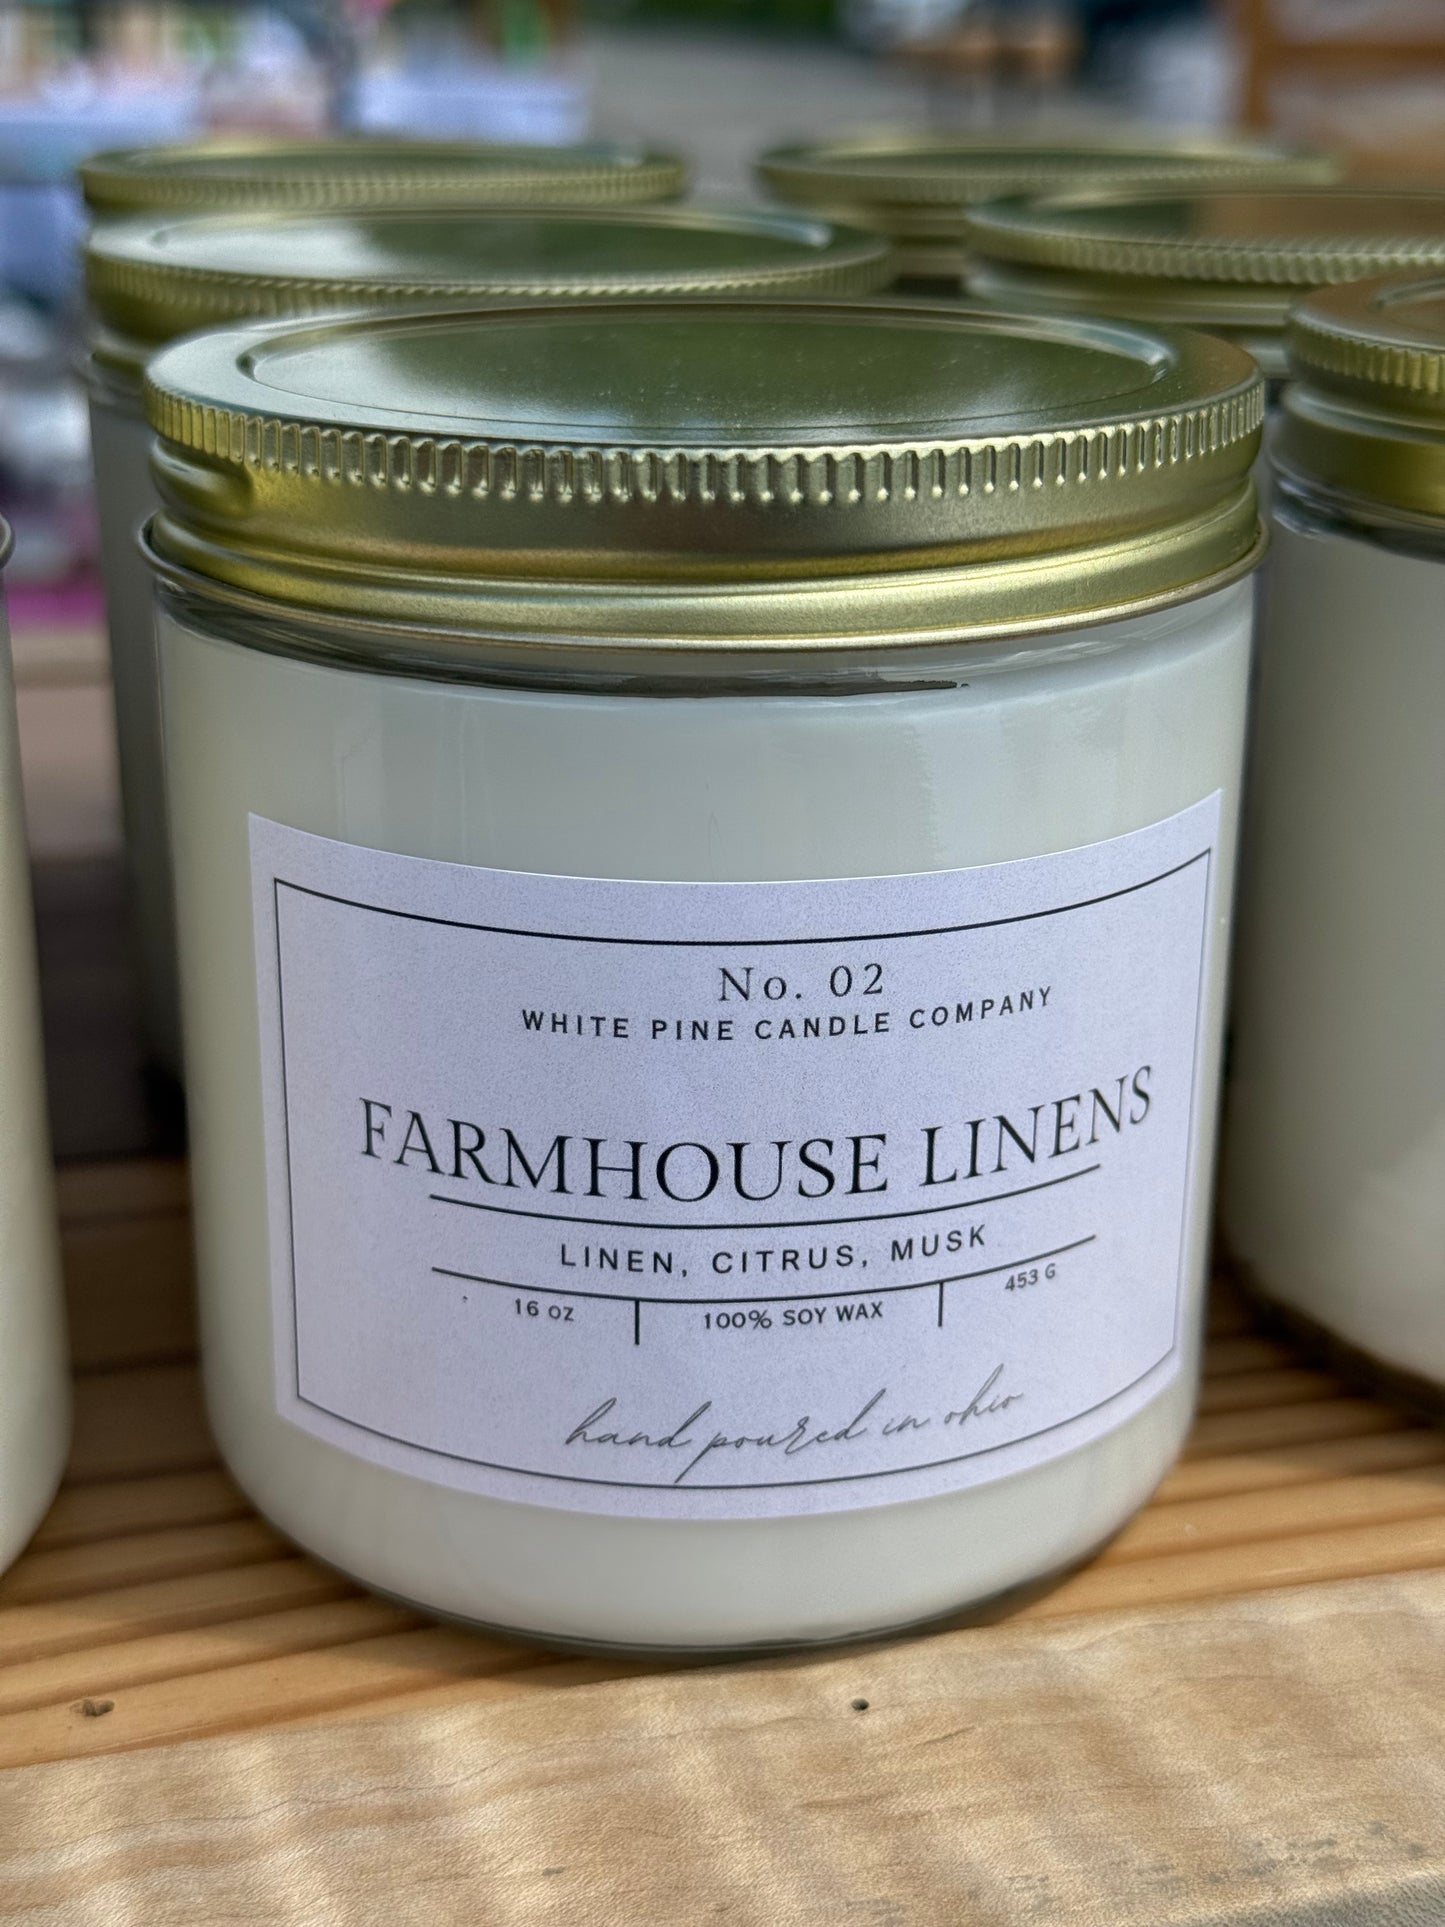 No. 02
WHITE PINE CANDLE COMPANY
FARMHOUSE LINENS
LINEN, CITRUS, MUSK
16 OZ 100% SOY WAX 453 G
hand poured in ohio